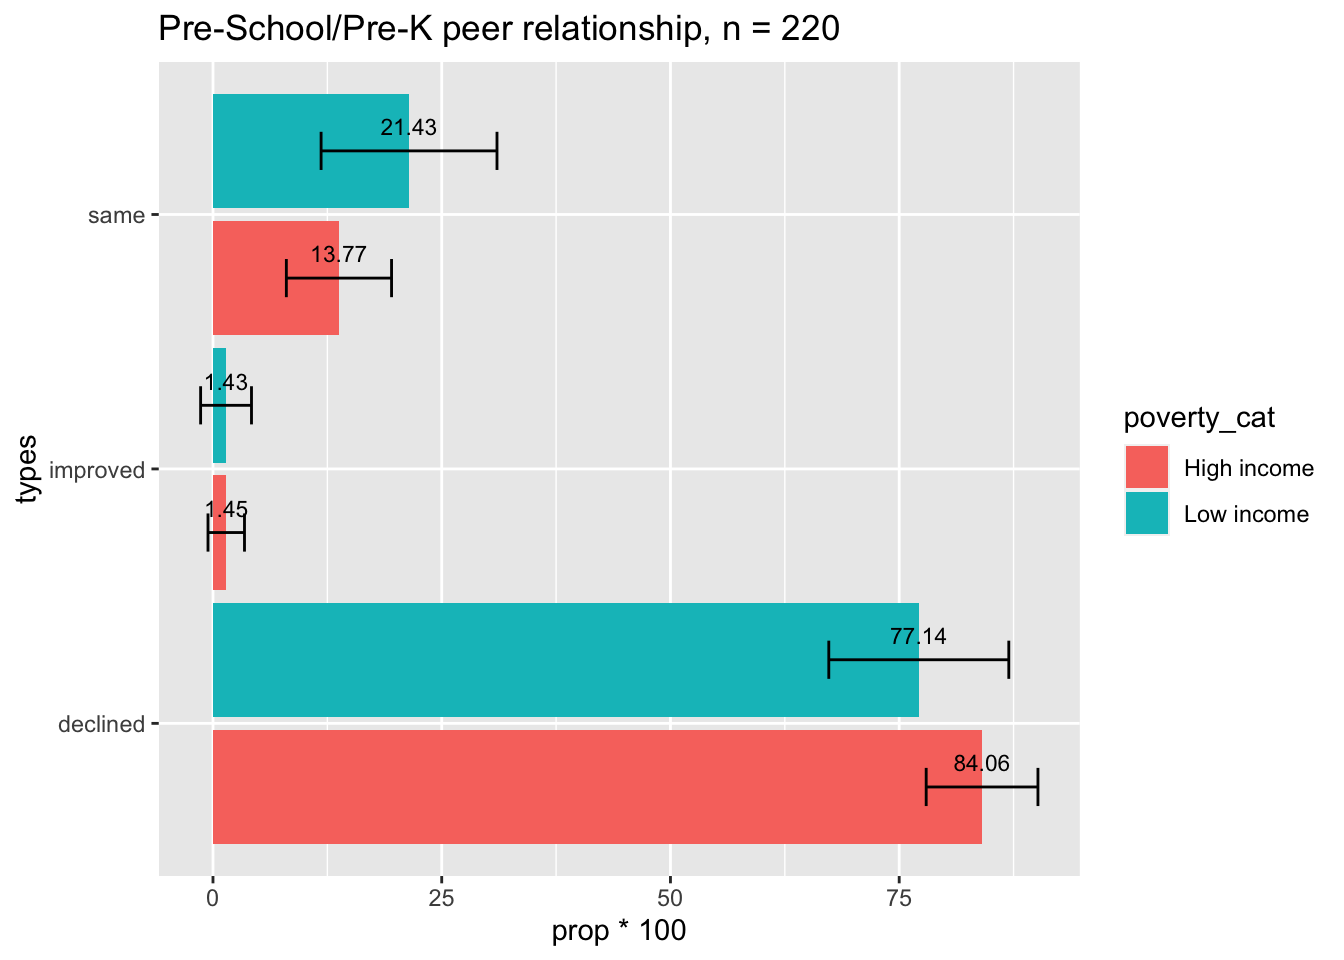 Pre-School/Pre-K peer relationship, n = 220
21.43
same
13.77
1.43
improved
1.45
77.14
declined
84.06
types
0 25 50 75
prop * 100
poverty_cat
High income
Low income